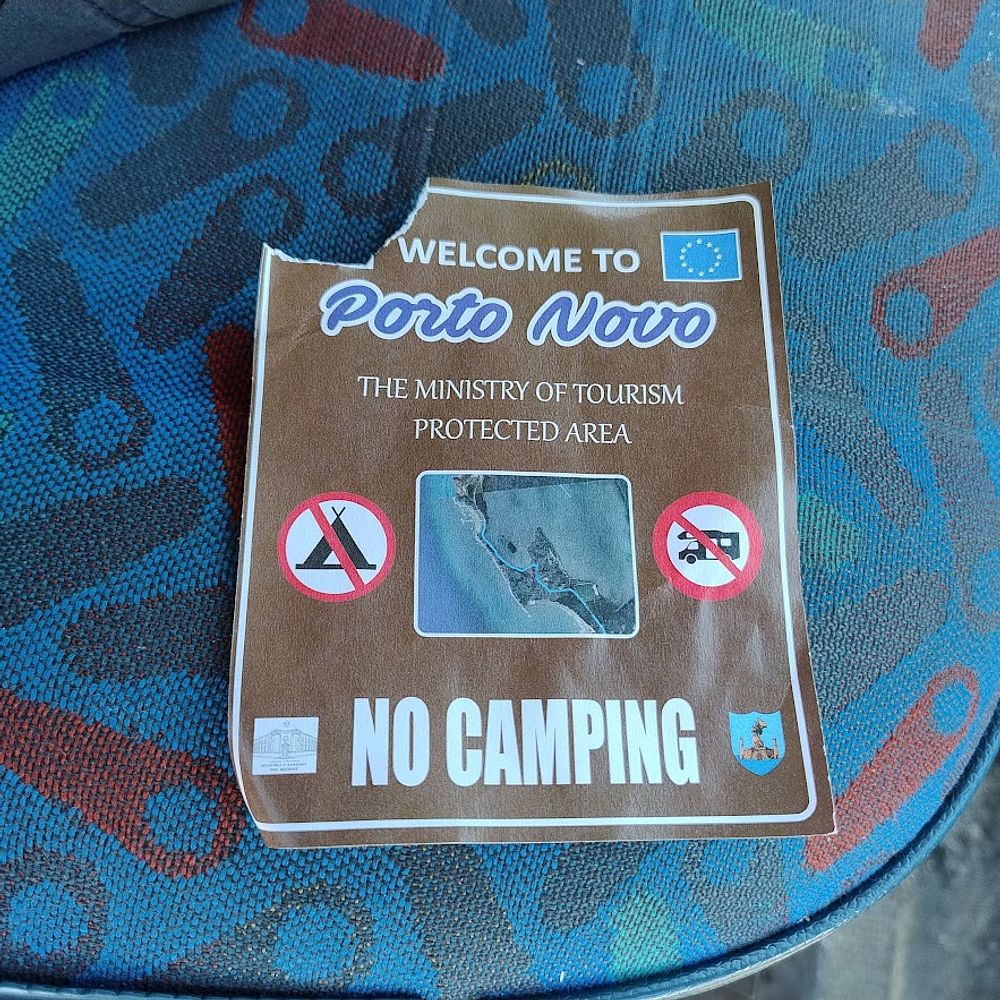 WELCOME TO
Porto Novo
THE MINISTRY OF TOURISM
PROTECTED AREA
NO CAMPING